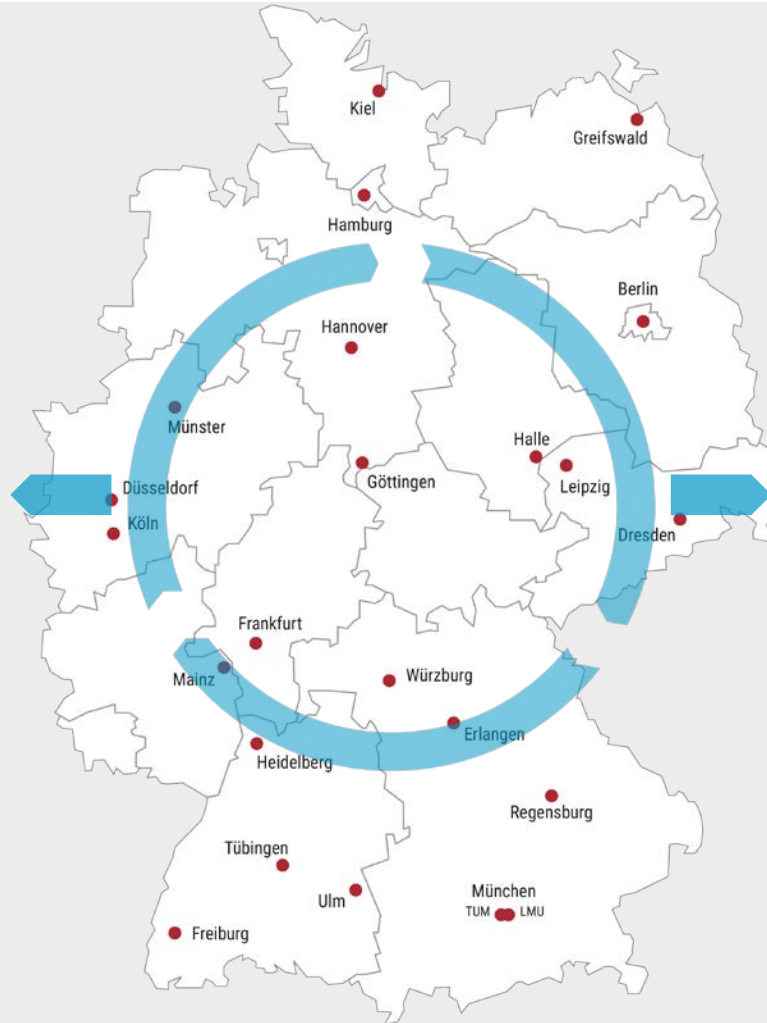 Kiel
Greifswald
Hamburg
Berlin
Hannover
Münster
Halle
Göttingen
Leipzig
Düsseldorf
Köln
Dresden
Frankfurt
Mainz
Würzburg
Erlangen
Heidelberg
Regensburg
Tübingen
Ulm
München
TUM LMU
Freiburg